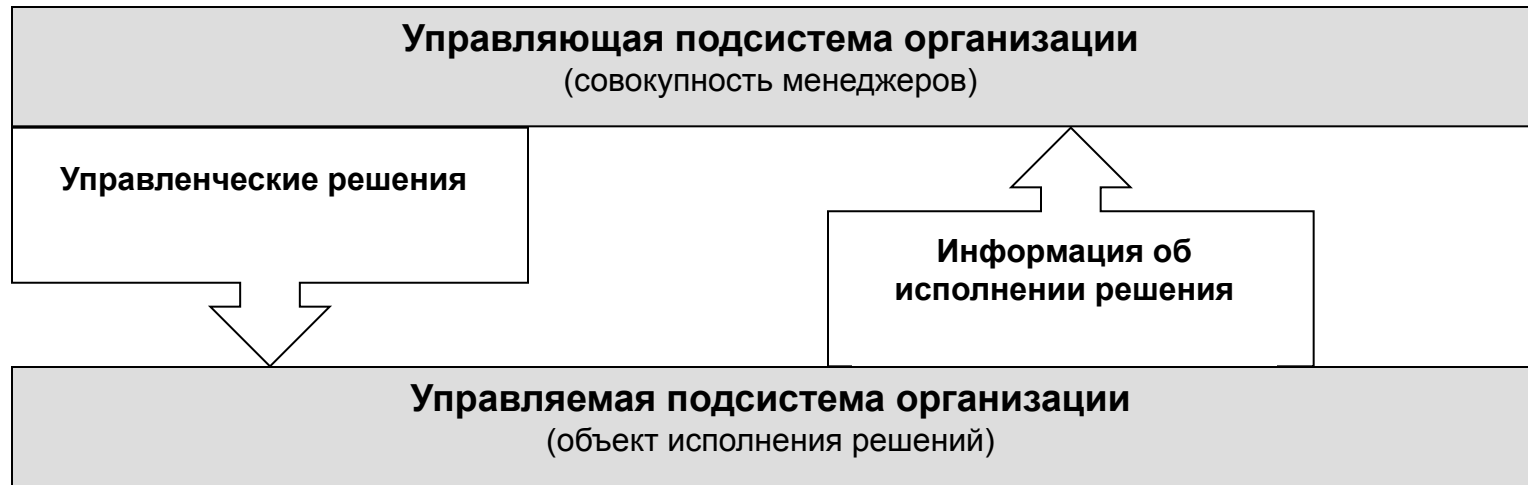 Управляющая подсистема организации
(совокупность менеджеров)
Управленческие решения
Информация об
исполнении решения
Управляемая подсистема организации
(объект исполнения решений)